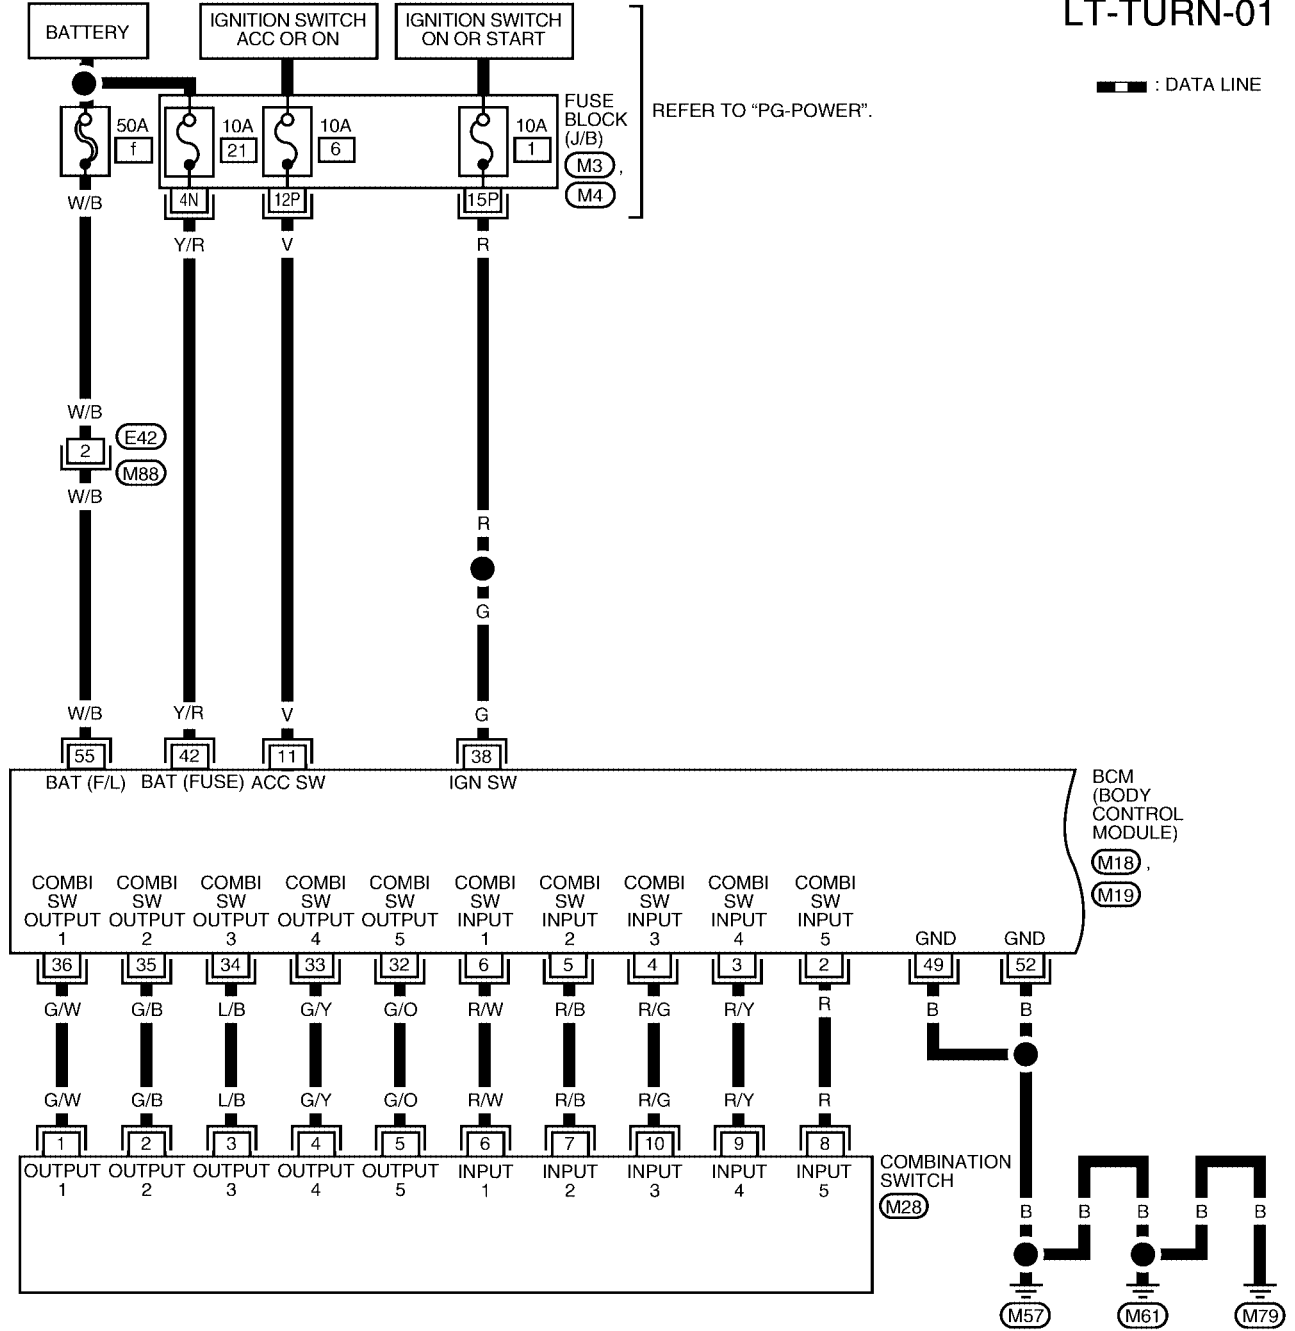 LT-TURN-01
: DATA LINE
BATTERY
IGNITION SWITCH
ACC OR ON
IGNITION SWITCH
ON OR START
50A
f
10A
21
10A
6
10A
1
FUSE
BLOCK
(J/B)
M3 ,
M4
REFER TO “PG-POWER”.
4N
12P
15P
W/B
Y/R
V
R
W/B
2
E42
M88
W/B
R
G
W/B
Y/R
V
G
55
42
11
38
BAT (F/L)
BAT (FUSE)
ACC SW
IGN SW
BCM
(BODY
CONTROL
MODULE)
M18 ,
M19
COMBI
SW
OUTPUT
1
COMBI
SW
OUTPUT
2
COMBI
SW
OUTPUT
3
COMBI
SW
OUTPUT
4
COMBI
SW
OUTPUT
5
COMBI
SW
INPUT
1
COMBI
SW
INPUT
2
COMBI
SW
INPUT
3
COMBI
SW
INPUT
4
COMBI
SW
INPUT
5
GND
GND
36
35
34
33
32
6
5
4
3
2
49
52
G/W
G/B
L/B
G/Y
G/O
R/W
R/B
R/G
R/Y
R
B
B
G/W
G/B
L/B
G/Y
G/O
R/W
R/B
R/G
R/Y
R
1
2
3
4
5
6
7
10
9
8
OUTPUT
1
OUTPUT
2
OUTPUT
3
OUTPUT
4
OUTPUT
5
INPUT
1
INPUT
2
INPUT
3
INPUT
4
INPUT
5
COMBINATION
SWITCH
M28
B
B
B
B
B
M57
M61
M79